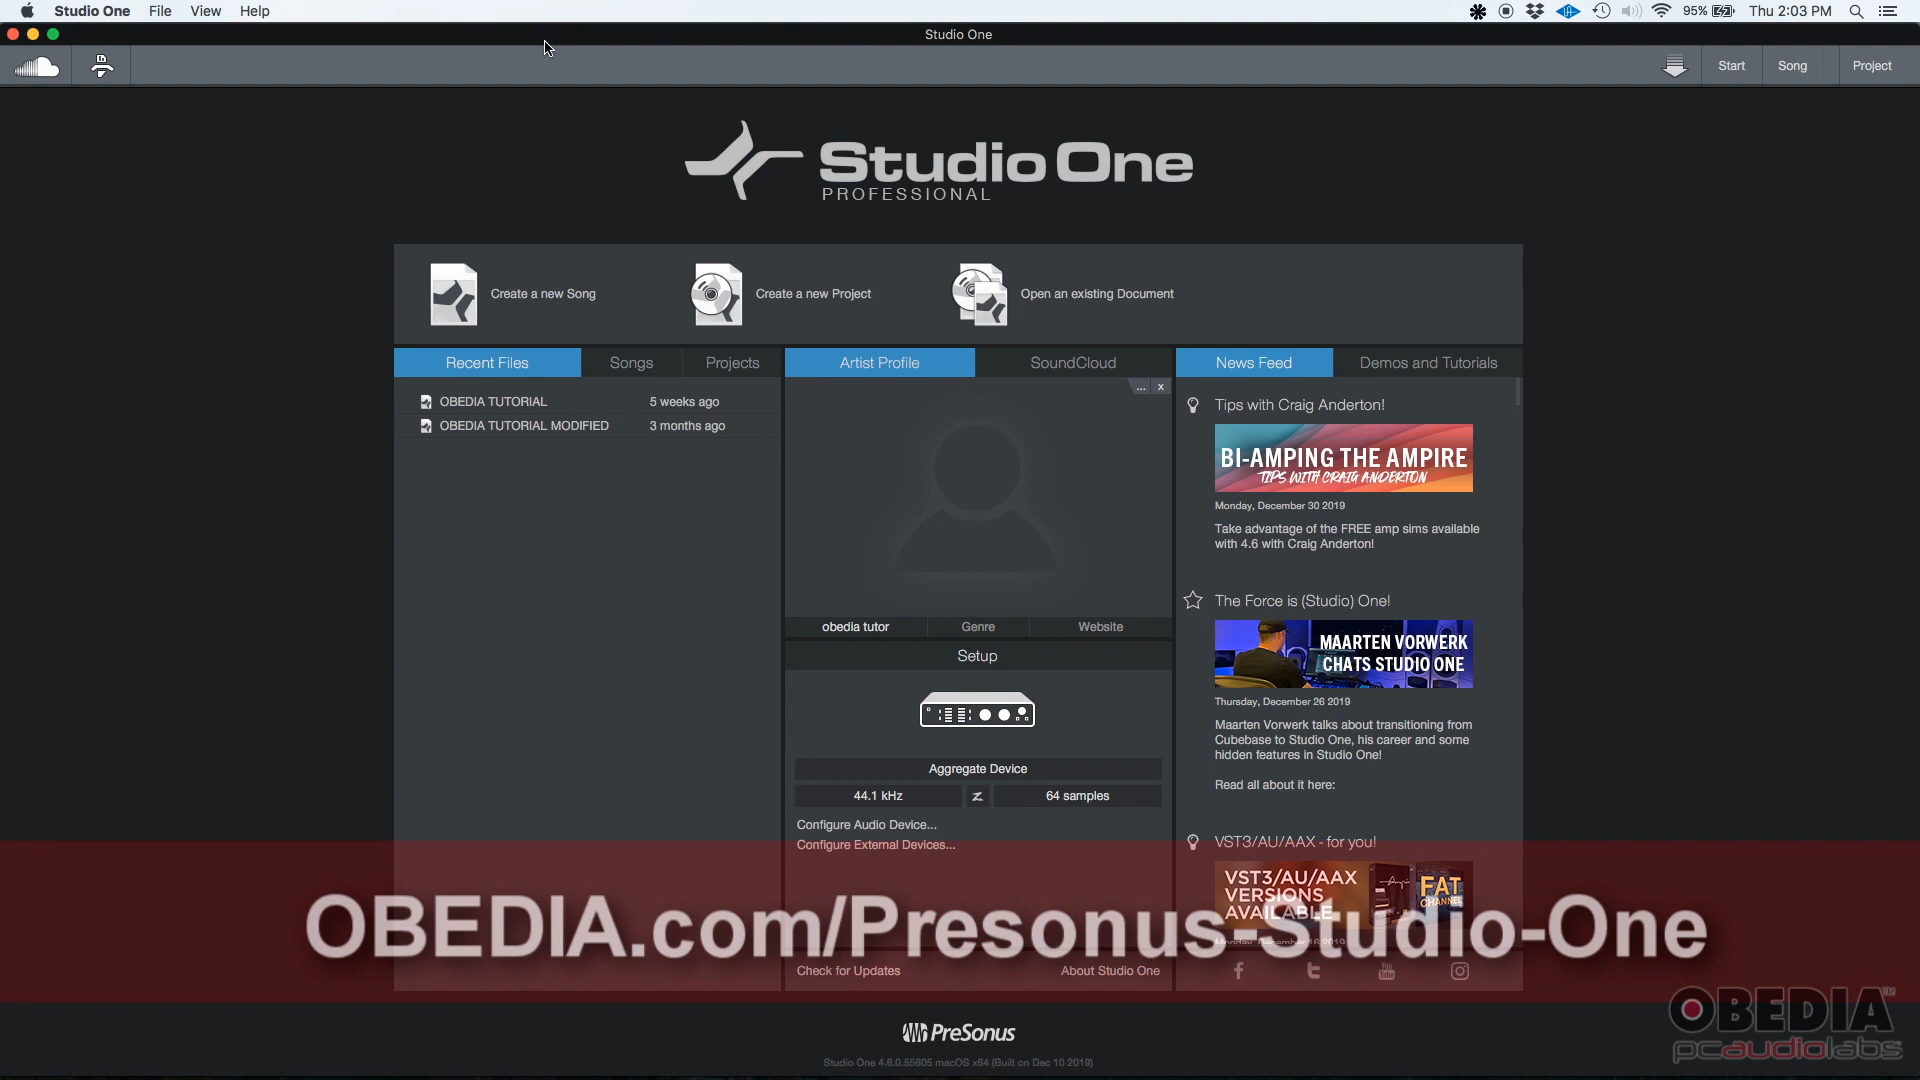 Studio One File View Help
95% Thu 2:03 PM
Studio One
Start Song Project
Studio One
PROFESSIONAL
Create a new Song
Create a new Project
Open an existing Document
Recent Files Songs Projects
OBEDIA TUTORIAL 5 weeks ago
OBEDIA TUTORIAL MODIFIED 3 months ago
Artist Profile SoundCloud
... x
obedia tutor Genre Website
Setup
Aggregate Device
44.1 kHz z 64 samples
Configure Audio Device...
Configure External Devices...
Check for Updates About Studio One
News Feed Demos and Tutorials
Tips with Craig Anderton!
BI-AMPING THE AMPIRE
TIPS WITH CRAIG ANDERTON
Monday, December 30 2019
Take advantage of the FREE amp sims available
with 4.6 with Craig Anderton!
The Force is (Studio) One!
MAARTEN VORWERK
CHATS STUDIO ONE
Thursday, December 26 2019
Maarten Vorwerk talks about transitioning from
Cubebase to Studio One, his career and some
hidden features in Studio One!
Read all about it here:
VST3/AU/AAX - for you!
VST3/AU/AAX
VERSIONS
AVAILABLE
FAT
CHANNEL
Monday, December 16 2019
OBEDIA.com/Presonus-Studio-One
You
Tube
PreSonus
Studio One 4.6.0.55605 macOS x64 (Built on Dec 10 2019)
OBEDIA SM
pcaudiolabs